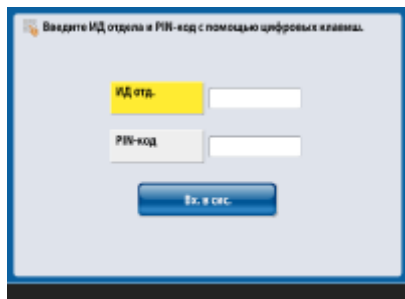 Введите ИД отдела и PIN-код с помощью цифровых клавиш.
ИД отд.
PIN-код
Вх. в сис.